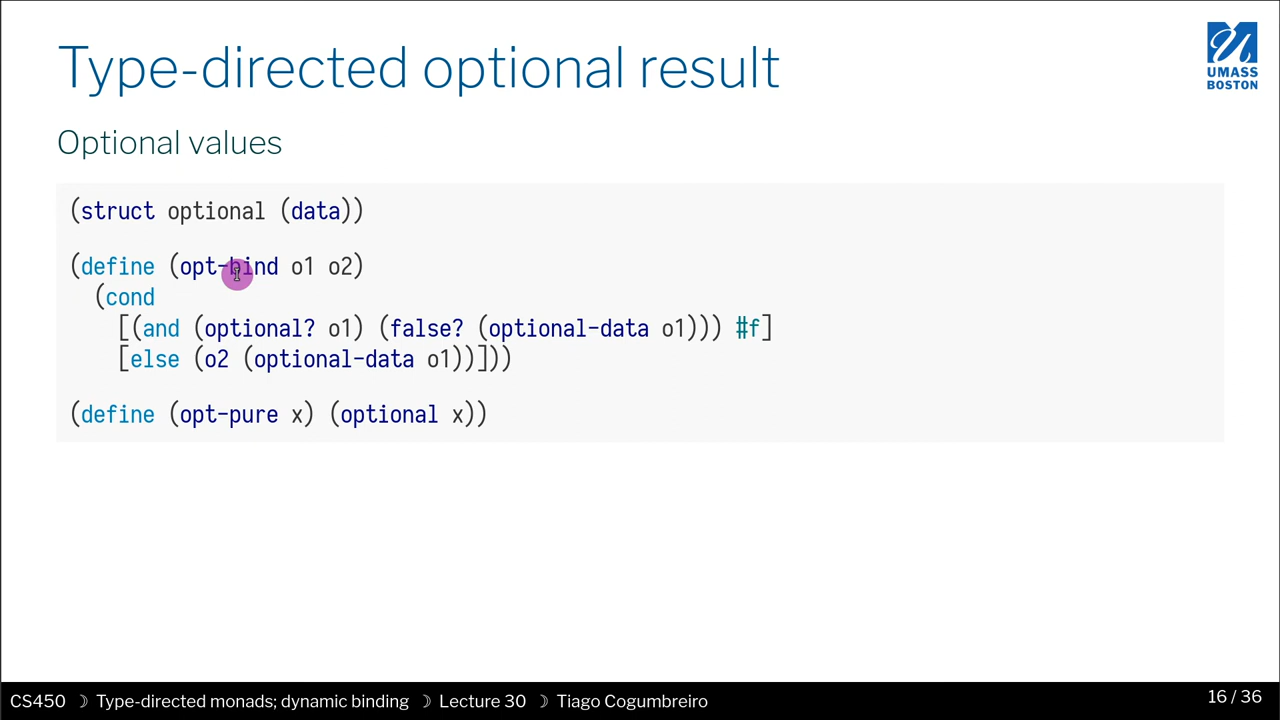 Type-directed optional result
UMASS
BOSTON
Optional values
(struct optional (data))
(define (opt-bind o1 o2)
(cond
[(and (optional? o1) (false? (optional-data o1))) #f]
[else (o2 (optional-data o1))]))
(define (opt-pure x) (optional x))
CS450 ☽ Type-directed monads; dynamic binding ☽ Lecture 30 ☽ Tiago Cogumbreiro
16 / 36